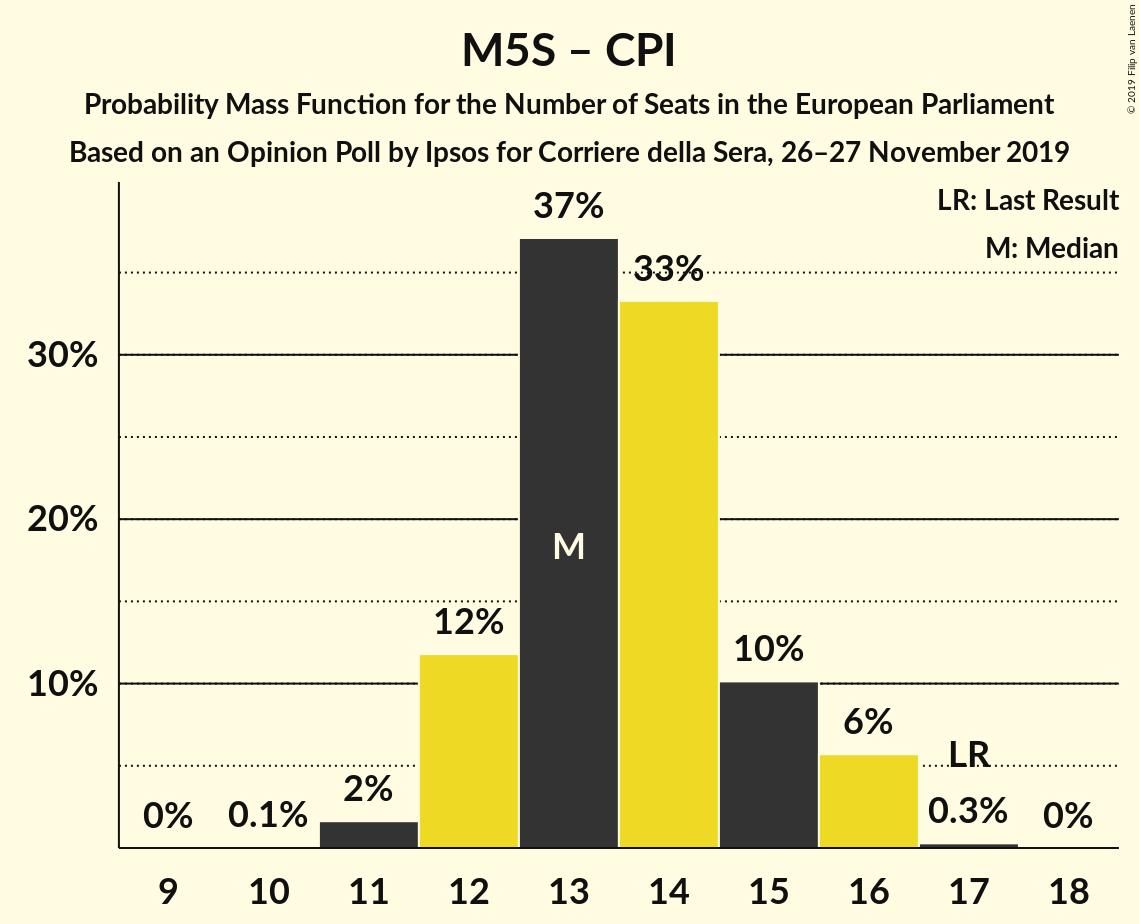 M5S – CPI
Probability Mass Function for the Number of Seats in the European Parliament
Based on an Opinion Poll by Ipsos for Corriere della Sera, 26–27 November 2019
© 2019 Filip van Laenen
LR: Last Result
M: Median
37%
33%
30%
20%
M
12%
10%
10%
6%
LR
2%
0%
0.1%
0.3%
0%
9 10 11 12 13 14 15 16 17 18